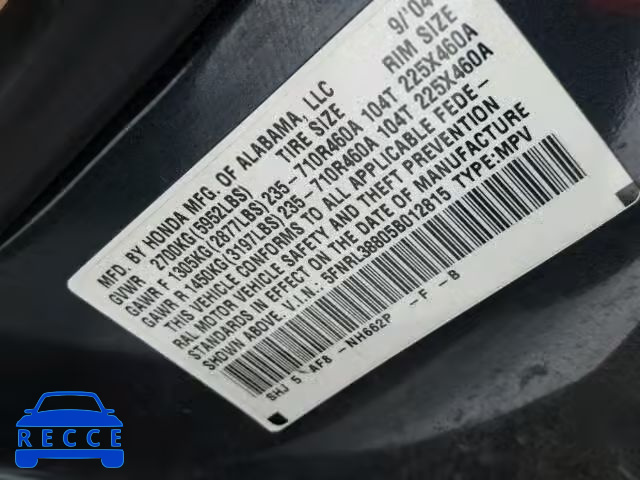 MFD. BY HONDA MFG. OF ALABAMA, LLC 9/04
GVWR 2700KG(5952LBS) TIRE SIZE RIM SIZE
GAWR F 1305KG(2877LBS)235-710R460A 104T 225X460A
GAWR R 1450KG(3197LBS)235-710R460A 104T 225X460A
THIS VEHICLE CONFORMS TO ALL APPLICABLE FEDE-
RAL MOTOR VEHICLE SAFETY AND THEFT PREVENTION
STANDARDS IN EFFECT ON THE DATE OF MANUFACTURE
SHOWN ABOVE. V.I.N.: 5FNRL38805B012815 TYPE:MPV
SHJ 5 AF8 -NH662P -F -B
RECCE